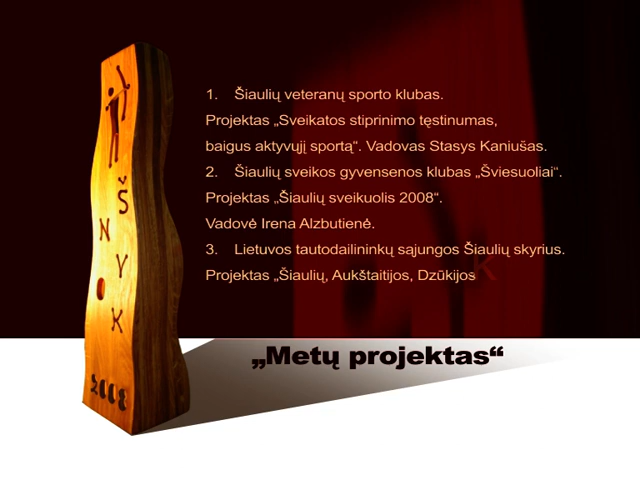 1. Šiaulių veteranų sporto klubas.
Projektas „Sveikatos stiprinimo tęstinumas,
baigus aktyvųjį sportą“. Vadovas Stasys Kaniušas.
2. Šiaulių sveikos gyvensenos klubas „Šviesuoliai“.
Projektas „Šiaulių sveikuolis 2008“.
Vadovė Irena Alzbutienė.
3. Lietuvos tautodailininkų sąjungos Šiaulių skyrius.
Projektas „Šiaulių, Aukštaitijos, Dzūkijos
„Metų projektas“
Š
N
Y
O
K
2008